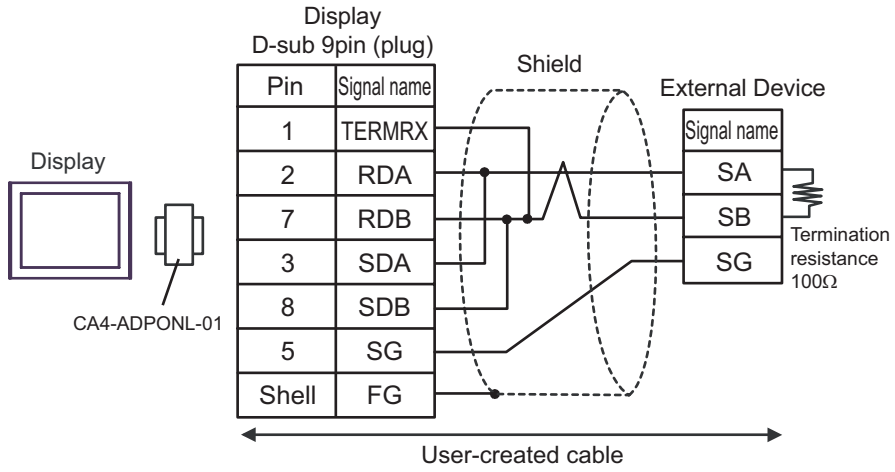 Display
D-sub 9pin (plug)
Shield
External Device
Pin Signal name
1 TERMRX
2 RDA
7 RDB
3 SDA
8 SDB
5 SG
Shell FG
Signal name
SA
SB
SG
Display
CA4-ADPONL-01
Termination
resistance
100Ω
User-created cable